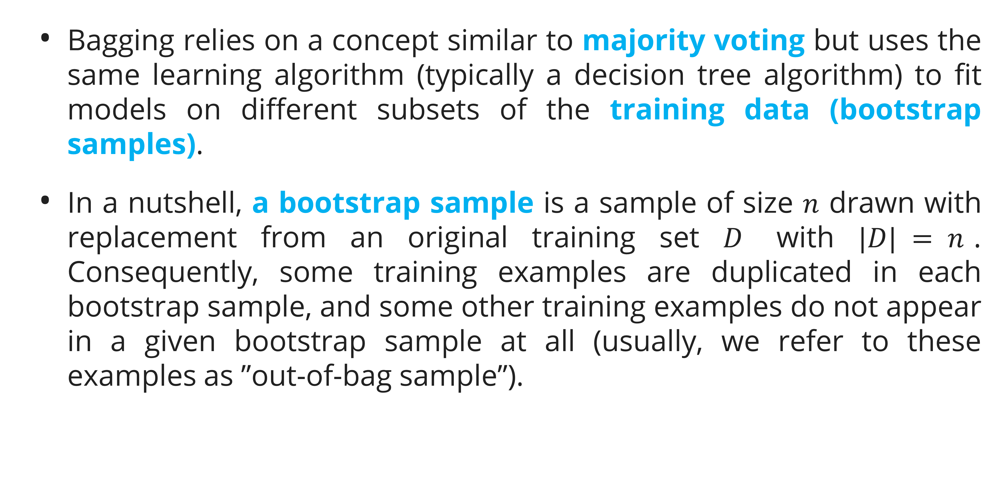 • Bagging relies on a concept similar to majority voting but uses the
same learning algorithm (typically a decision tree algorithm) to fit
models on different subsets of the training data (bootstrap
samples).
• In a nutshell, a bootstrap sample is a sample of size n drawn with
replacement from an original training set D with |D| = n .
Consequently, some training examples are duplicated in each
bootstrap sample, and some other training examples do not appear
in a given bootstrap sample at all (usually, we refer to these
examples as ”out-of-bag sample”).